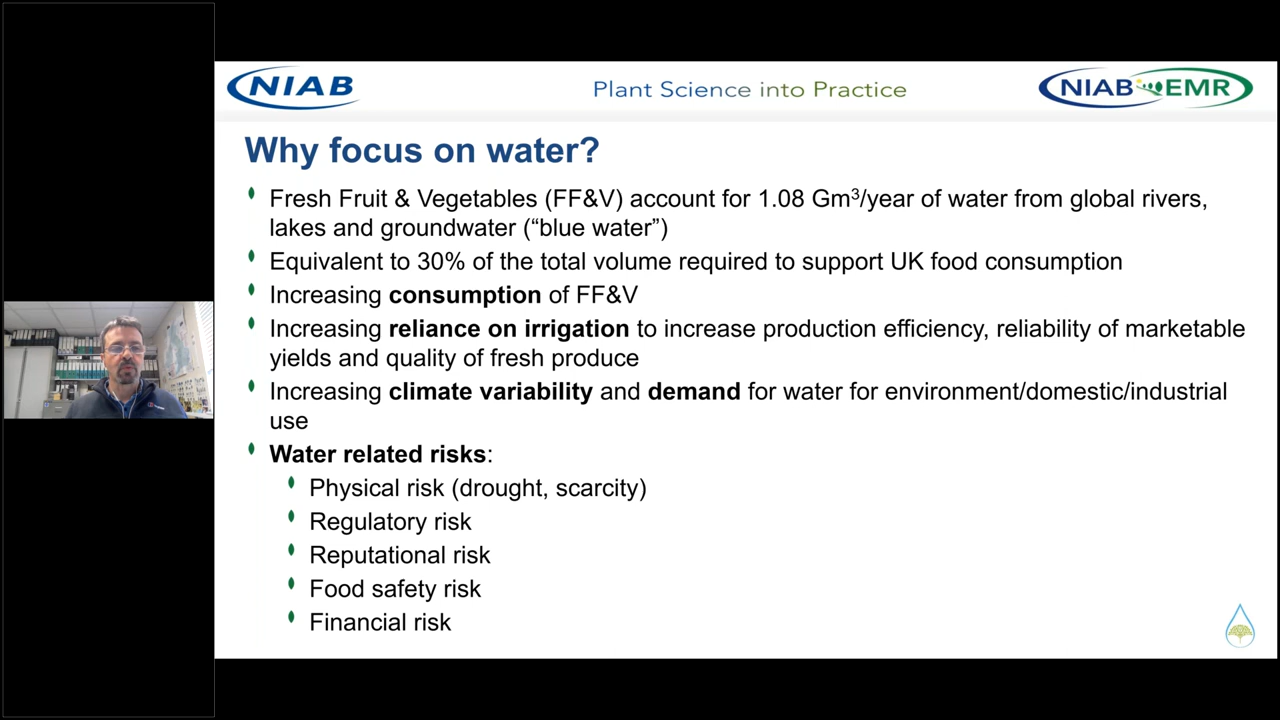 NIAB
Plant Science into Practice
NIAB EMR
Why focus on water?
Fresh Fruit & Vegetables (FF&V) account for 1.08 Gm³/year of water from global rivers,
lakes and groundwater (“blue water”)
Equivalent to 30% of the total volume required to support UK food consumption
Increasing consumption of FF&V
Increasing reliance on irrigation to increase production efficiency, reliability of marketable
yields and quality of fresh produce
Increasing climate variability and demand for water for environment/domestic/industrial
use
Water related risks:
Physical risk (drought, scarcity)
Regulatory risk
Reputational risk
Food safety risk
Financial risk